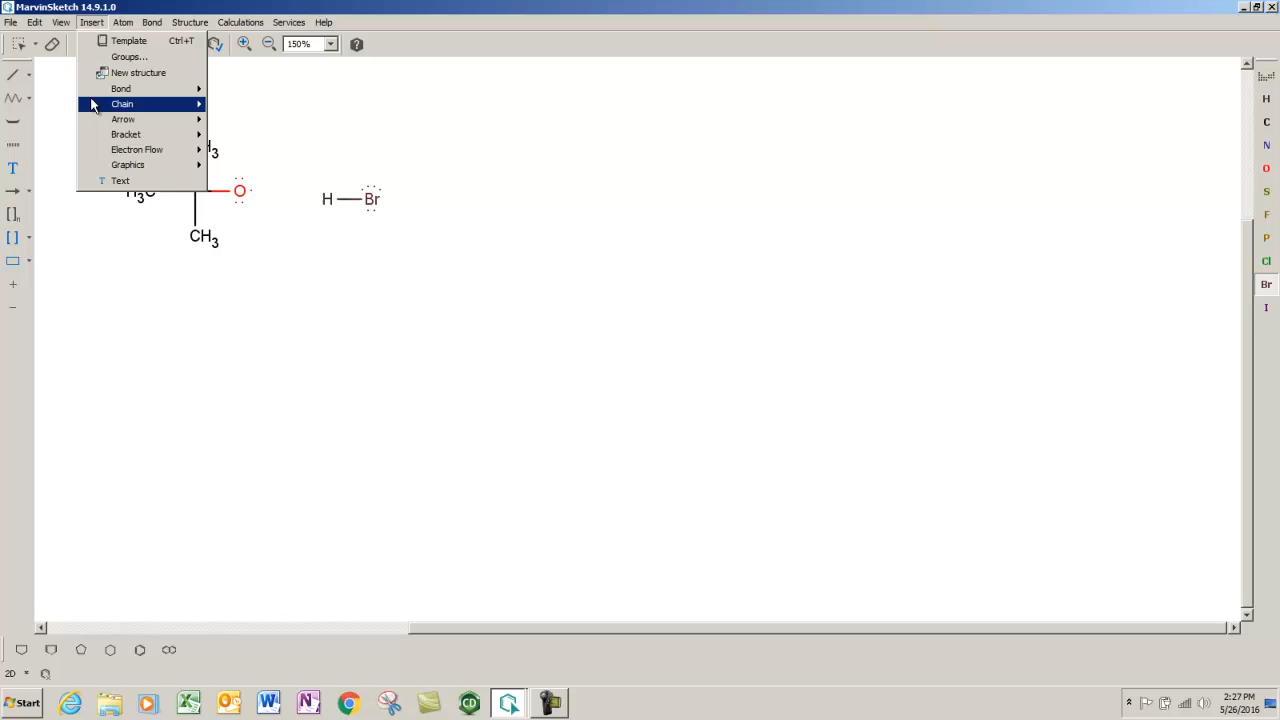 MarvinSketch 14.9.1.0
File Edit View Insert Atom Bond Structure Calculations Services Help
150%
Template Ctrl+T
Groups...
New structure
Bond
Chain
Arrow
Bracket
Electron Flow
Graphics
T Text
H3
H3C
O
CH3
H Br
T
[]n
[]
H
C
N
O
S
F
P
Cl
Br
I
2D
Start
2:27 PM
5/26/2016